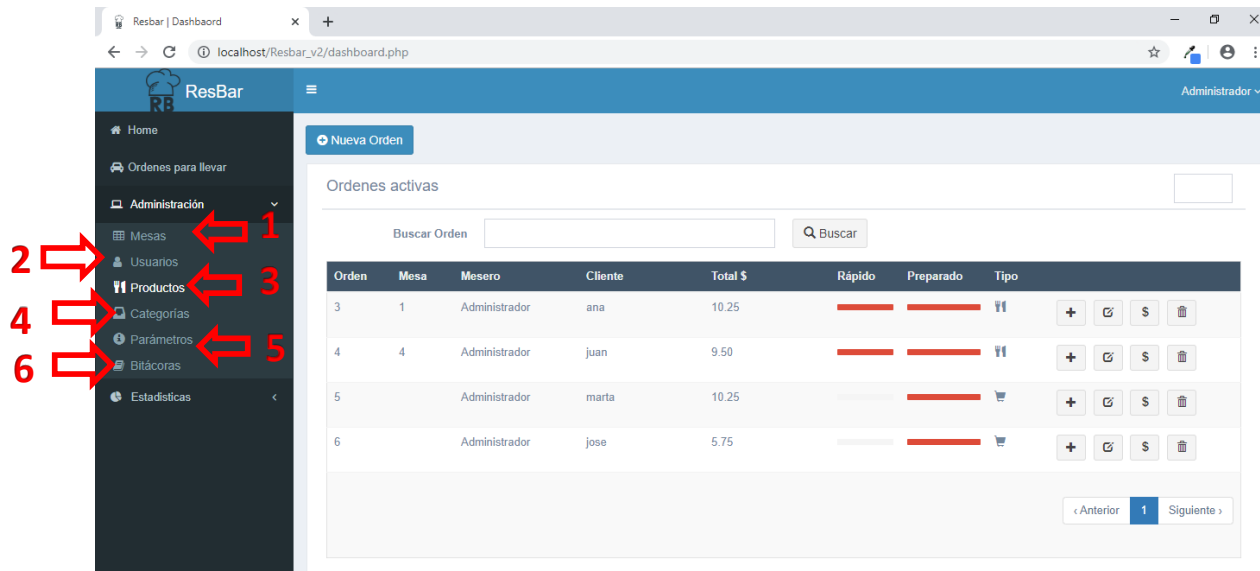 Resbar | Dashbaord
localhost/Resbar_v2/dashboard.php
RB ResBar
Administrador
Home
Nueva Orden
Ordenes para llevar
Ordenes activas
Administración
1
Mesas
Buscar Orden Buscar
2
Usuarios
3
Productos
4
Categorías
5
Parámetros
6
Bitácoras
Estadisticas
Orden Mesa Mesero Cliente Total $ Rápido Preparado Tipo
3 1 Administrador ana 10.25 $
4 4 Administrador juan 9.50 $
5 Administrador marta 10.25 $
6 Administrador jose 5.75 $
‹ Anterior 1 Siguiente ›